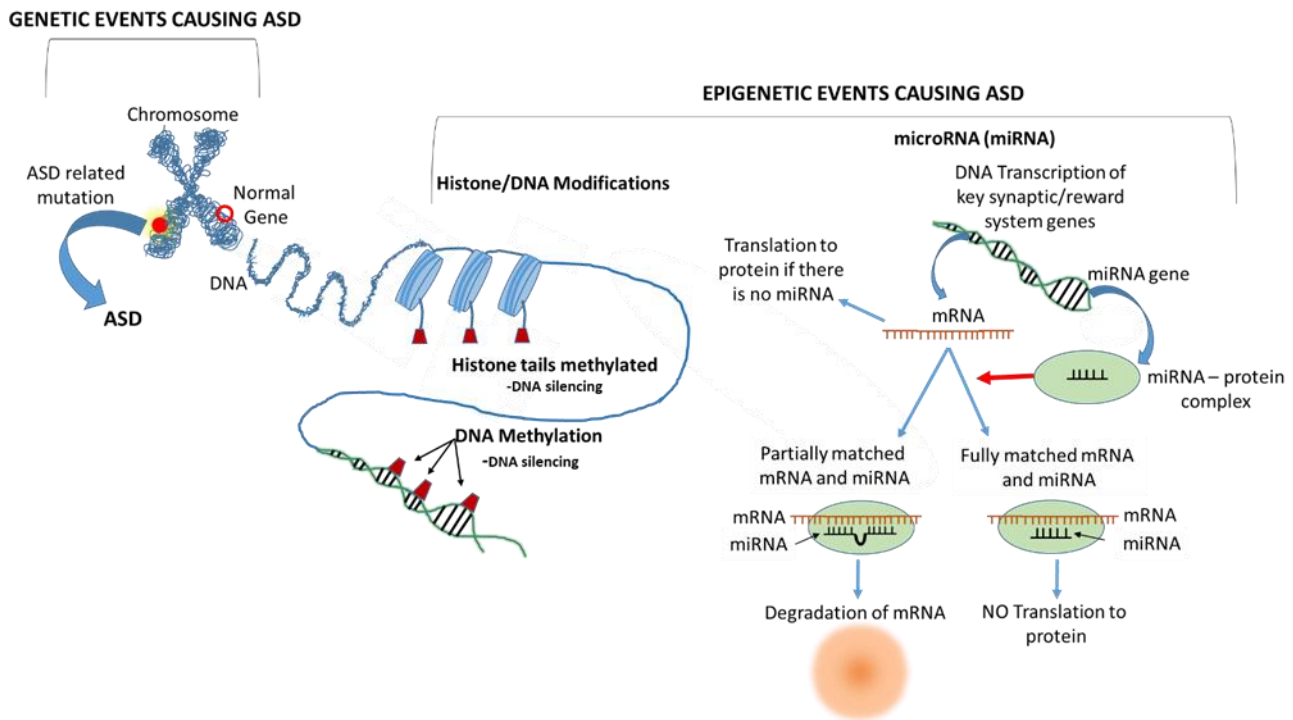 GENETIC EVENTS CAUSING ASD
Chromosome
ASD related
mutation
Normal
Gene
DNA
ASD
EPIGENETIC EVENTS CAUSING ASD
Histone/DNA Modifications
Histone tails methylated
-DNA silencing
DNA Methylation
-DNA silencing
microRNA (miRNA)
DNA Transcription of
key synaptic/reward
system genes
Translation to
protein if there
is no miRNA
miRNA gene
mRNA
miRNA – protein
complex
Partially matched
mRNA and miRNA
Fully matched mRNA
and miRNA
mRNA
miRNA
mRNA
miRNA
Degradation of mRNA
NO Translation to
protein